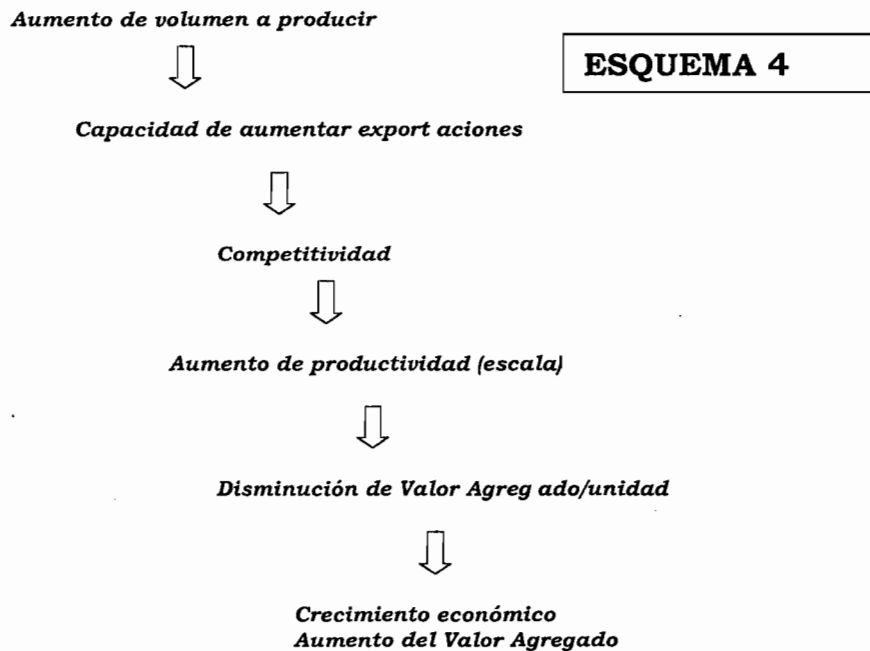 Aumento de volumen a producir
ESQUEMA 4
Capacidad de aumentar export aciones
Competitividad
Aumento de productividad (escala)
Disminución de Valor Agreg ado/unidad
Crecimiento económico
Aumento del Valor Agregado